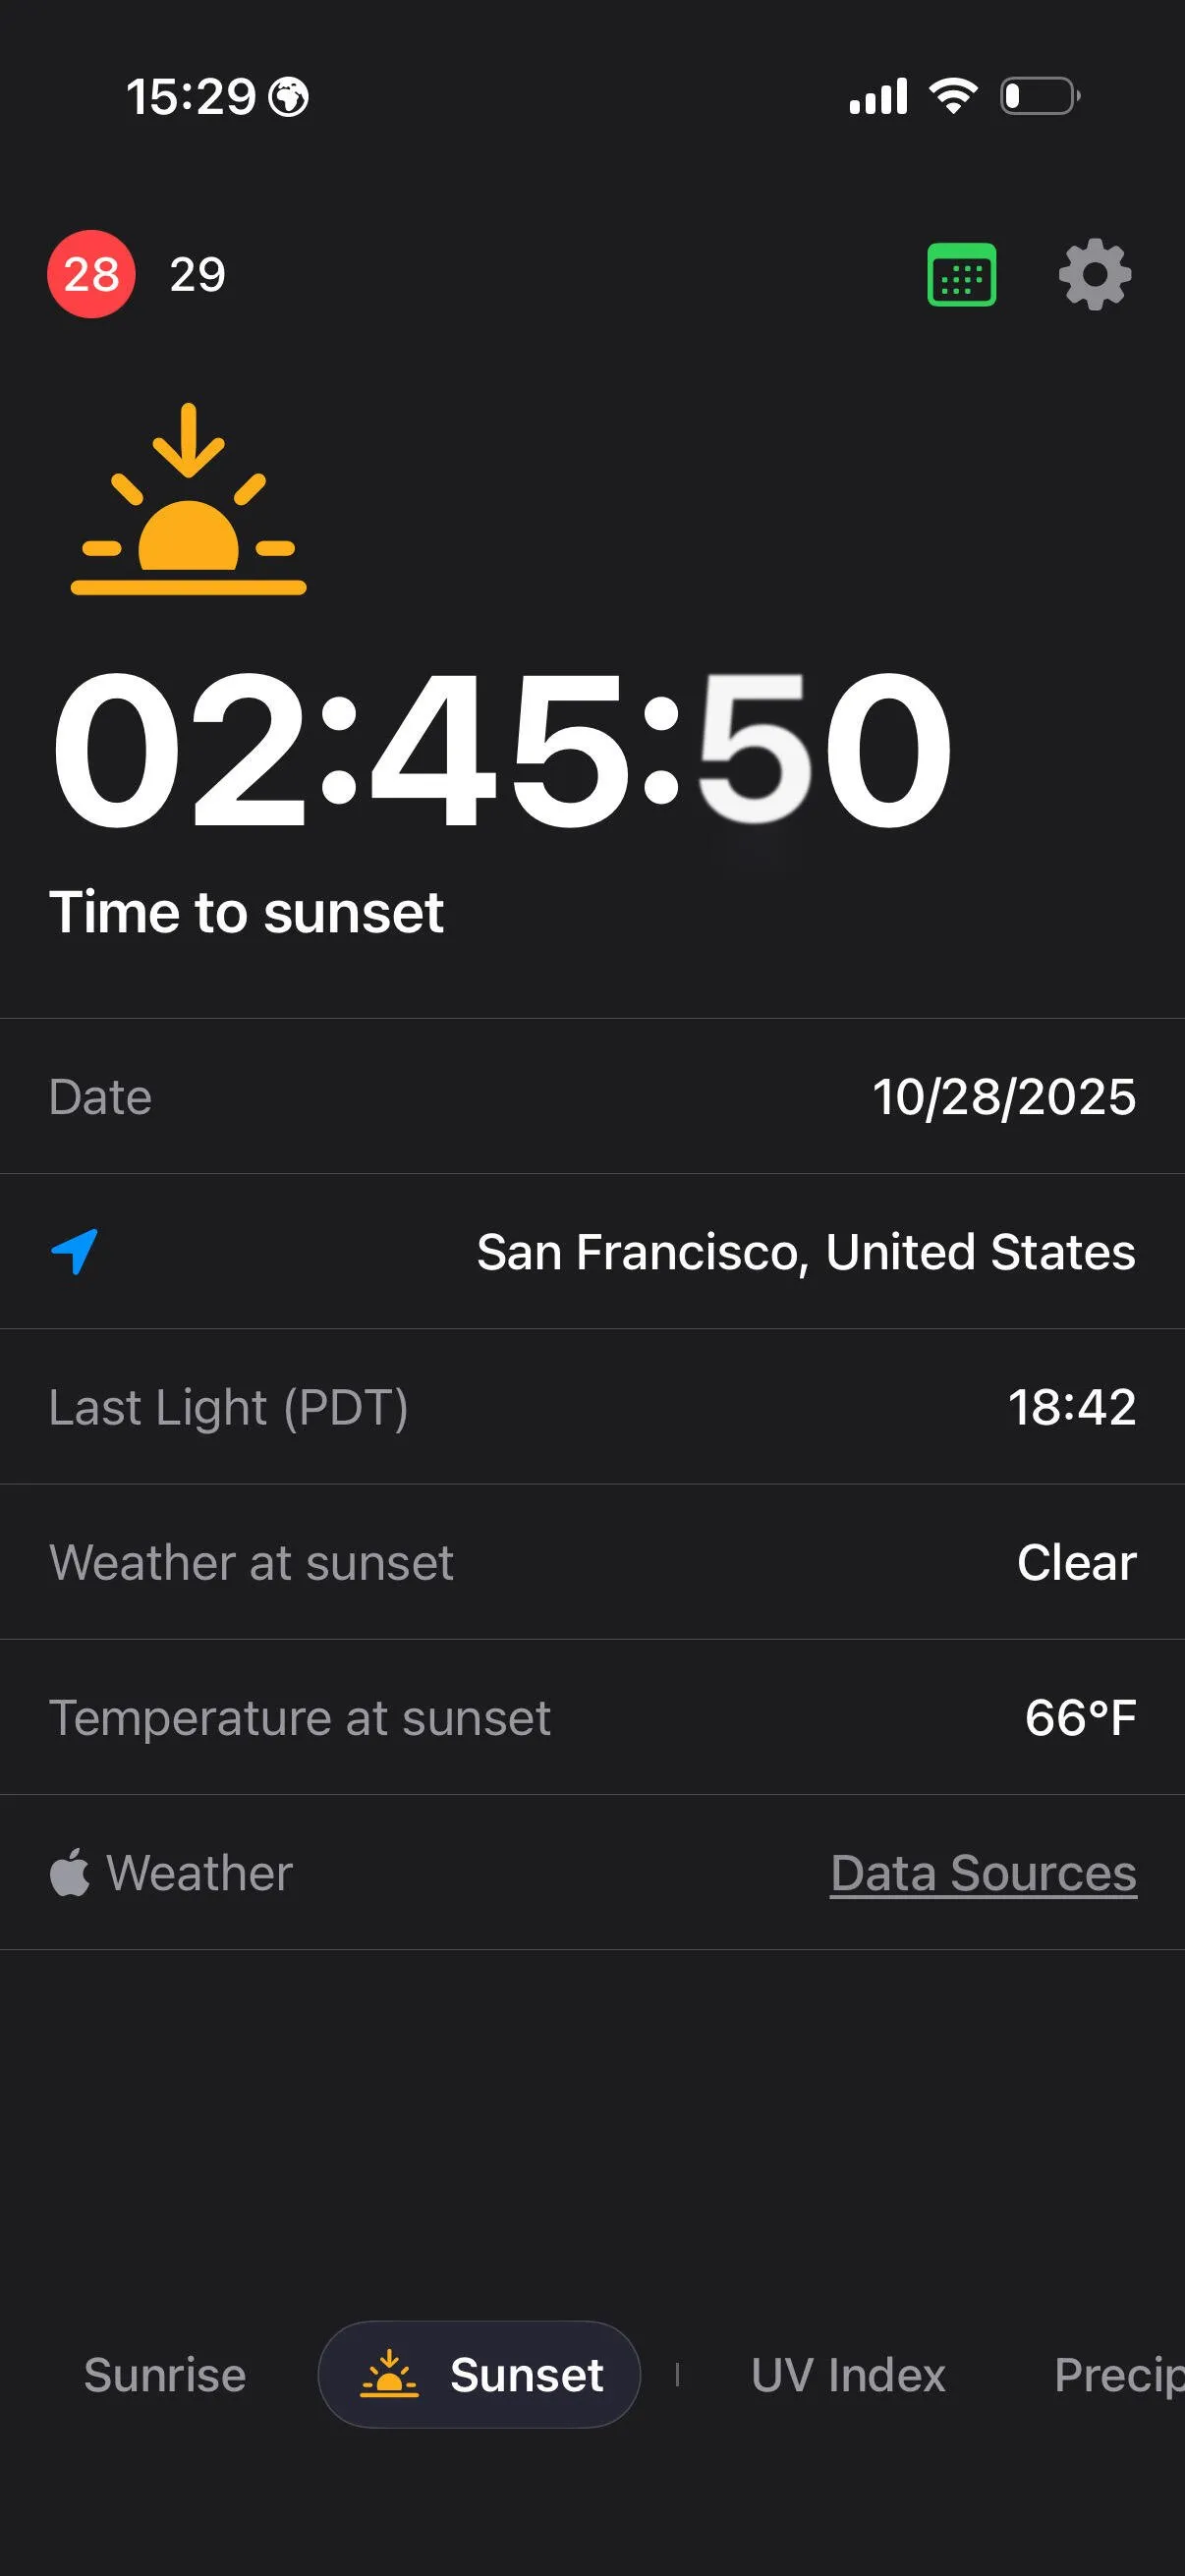 15:29
28 29
02:45:50
Time to sunset
Date 10/28/2025
San Francisco, United States
Last Light (PDT) 18:42
Weather at sunset Clear
Temperature at sunset 66°F
Weather Data Sources
Sunrise Sunset UV Index Precip